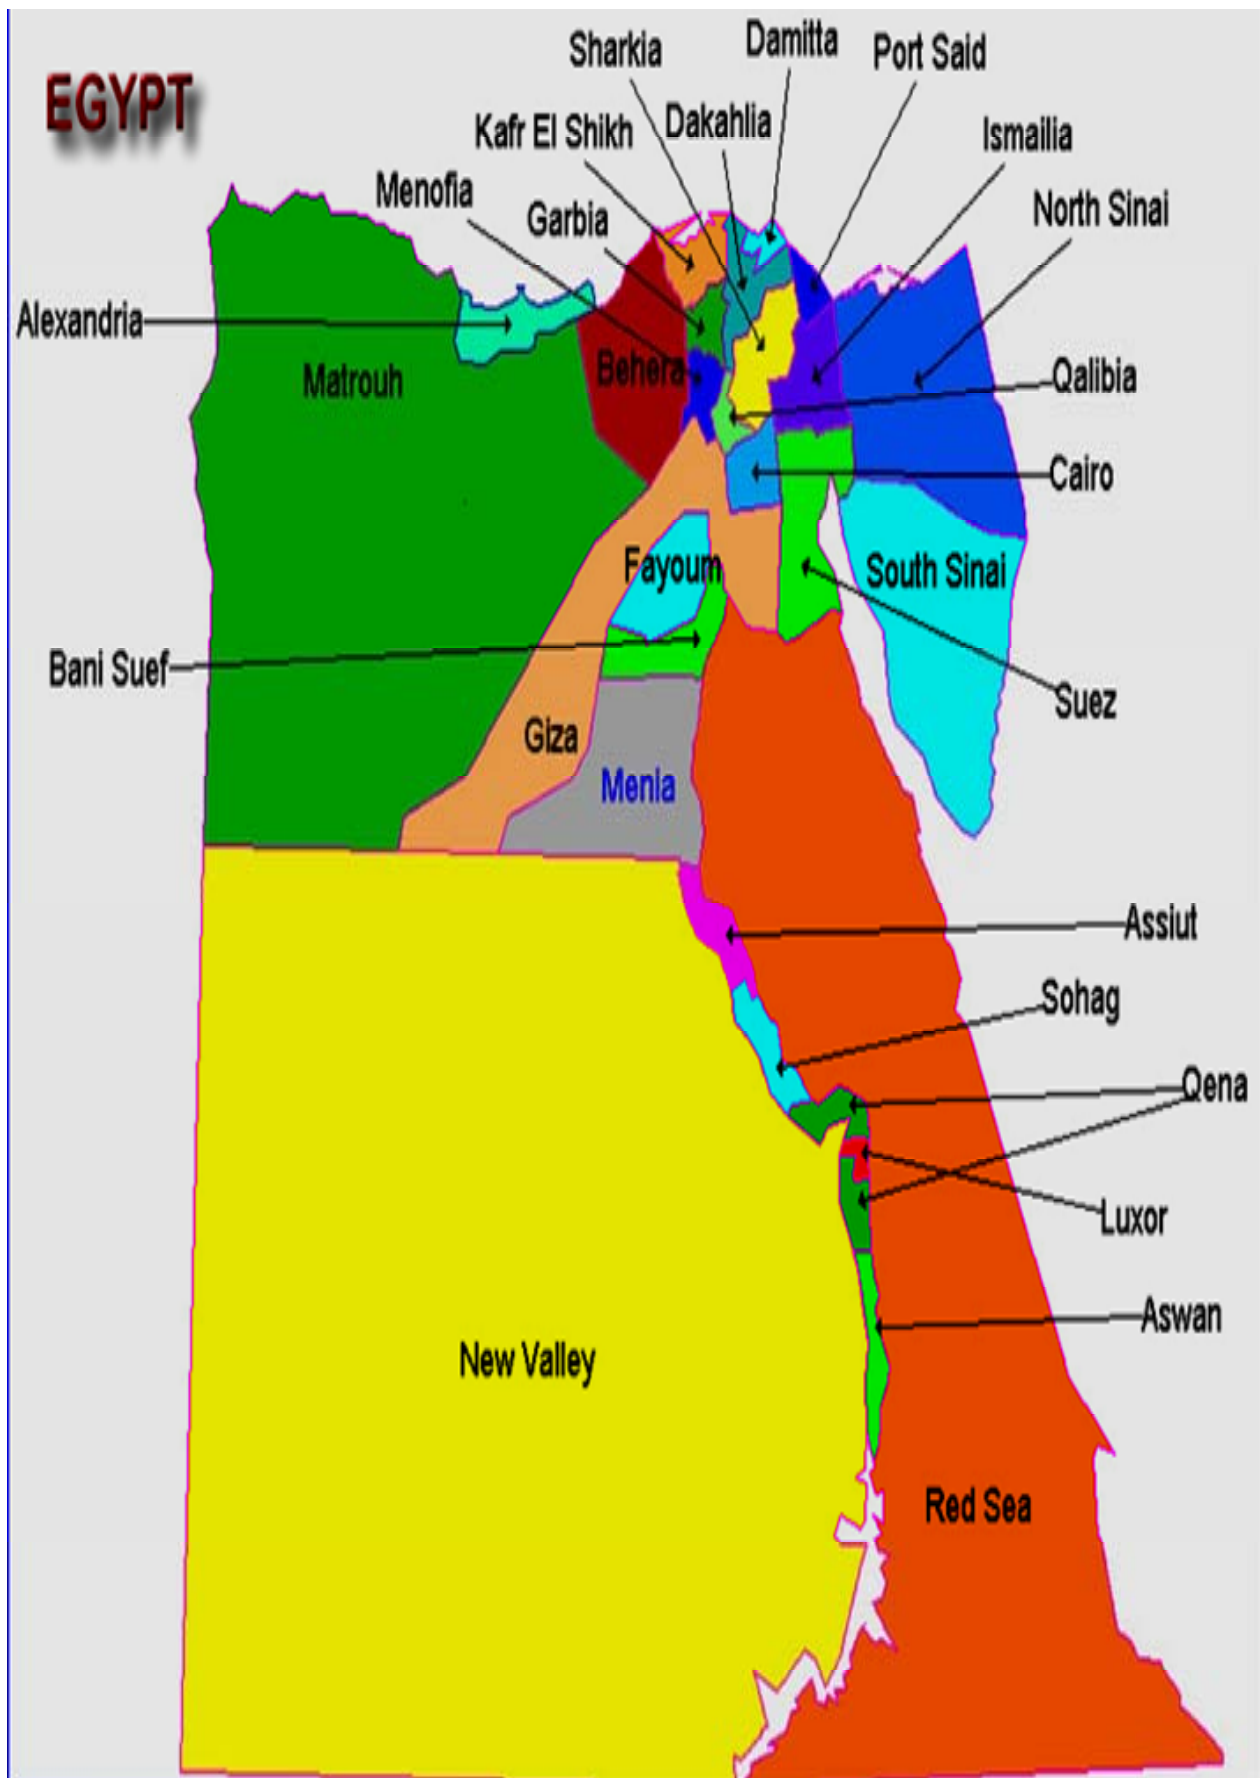 EGYPT
Sharkia
Damitta
Port Said
Kafr El Shikh
Dakahlia
Ismailia
Menofia
Garbia
North Sinai
Alexandria
Matrouh
Behera
Qalibia
Cairo
Fayoum
South Sinai
Bani Suef
Suez
Giza
Menia
Assiut
Sohag
Qena
Luxor
Aswan
New Valley
Red Sea